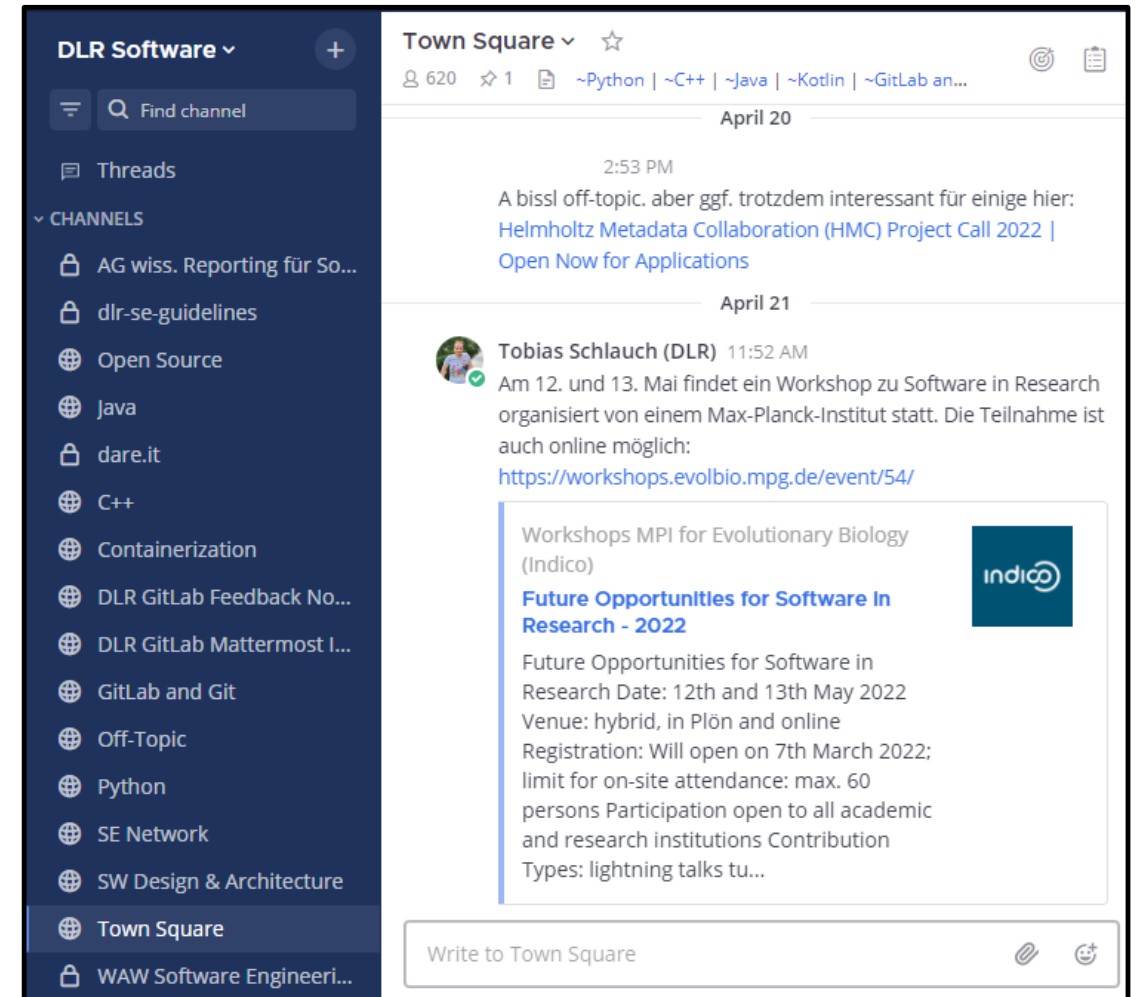 DLR Software
+
Find channel
Threads
CHANNELS
AG wiss. Reporting für So...
dlr-se-guidelines
Open Source
Java
dare.it
C++
Containerization
DLR GitLab Feedback No...
DLR GitLab Mattermost I...
GitLab and Git
Off-Topic
Python
SE Network
SW Design & Architecture
Town Square
WAW Software Engineeri...
Town Square
620 1 ~Python | ~C++ | ~Java | ~Kotlin | ~GitLab an...
April 20
2:53 PM
A bissl off-topic. aber ggf. trotzdem interessant für einige hier:
Helmholtz Metadata Collaboration (HMC) Project Call 2022 |
Open Now for Applications
April 21
Tobias Schlauch (DLR) 11:52 AM
Am 12. und 13. Mai findet ein Workshop zu Software in Research
organisiert von einem Max-Planck-Institut statt. Die Teilnahme ist
auch online möglich:
https://workshops.evolbio.mpg.de/event/54/
Workshops MPI for Evolutionary Biology
(Indico)
Future Opportunities for Software in
Research - 2022
indico
Future Opportunities for Software in
Research Date: 12th and 13th May 2022
Venue: hybrid, in Plön and online
Registration: Will open on 7th March 2022;
limit for on-site attendance: max. 60
persons Participation open to all academic
and research institutions Contribution
Types: lightning talks tu...
Write to Town Square